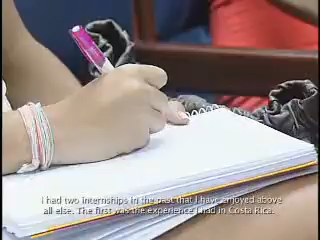 I had two internships in the past that I have enjoyed above
all else. The first was the experience I had in Costa Rica.